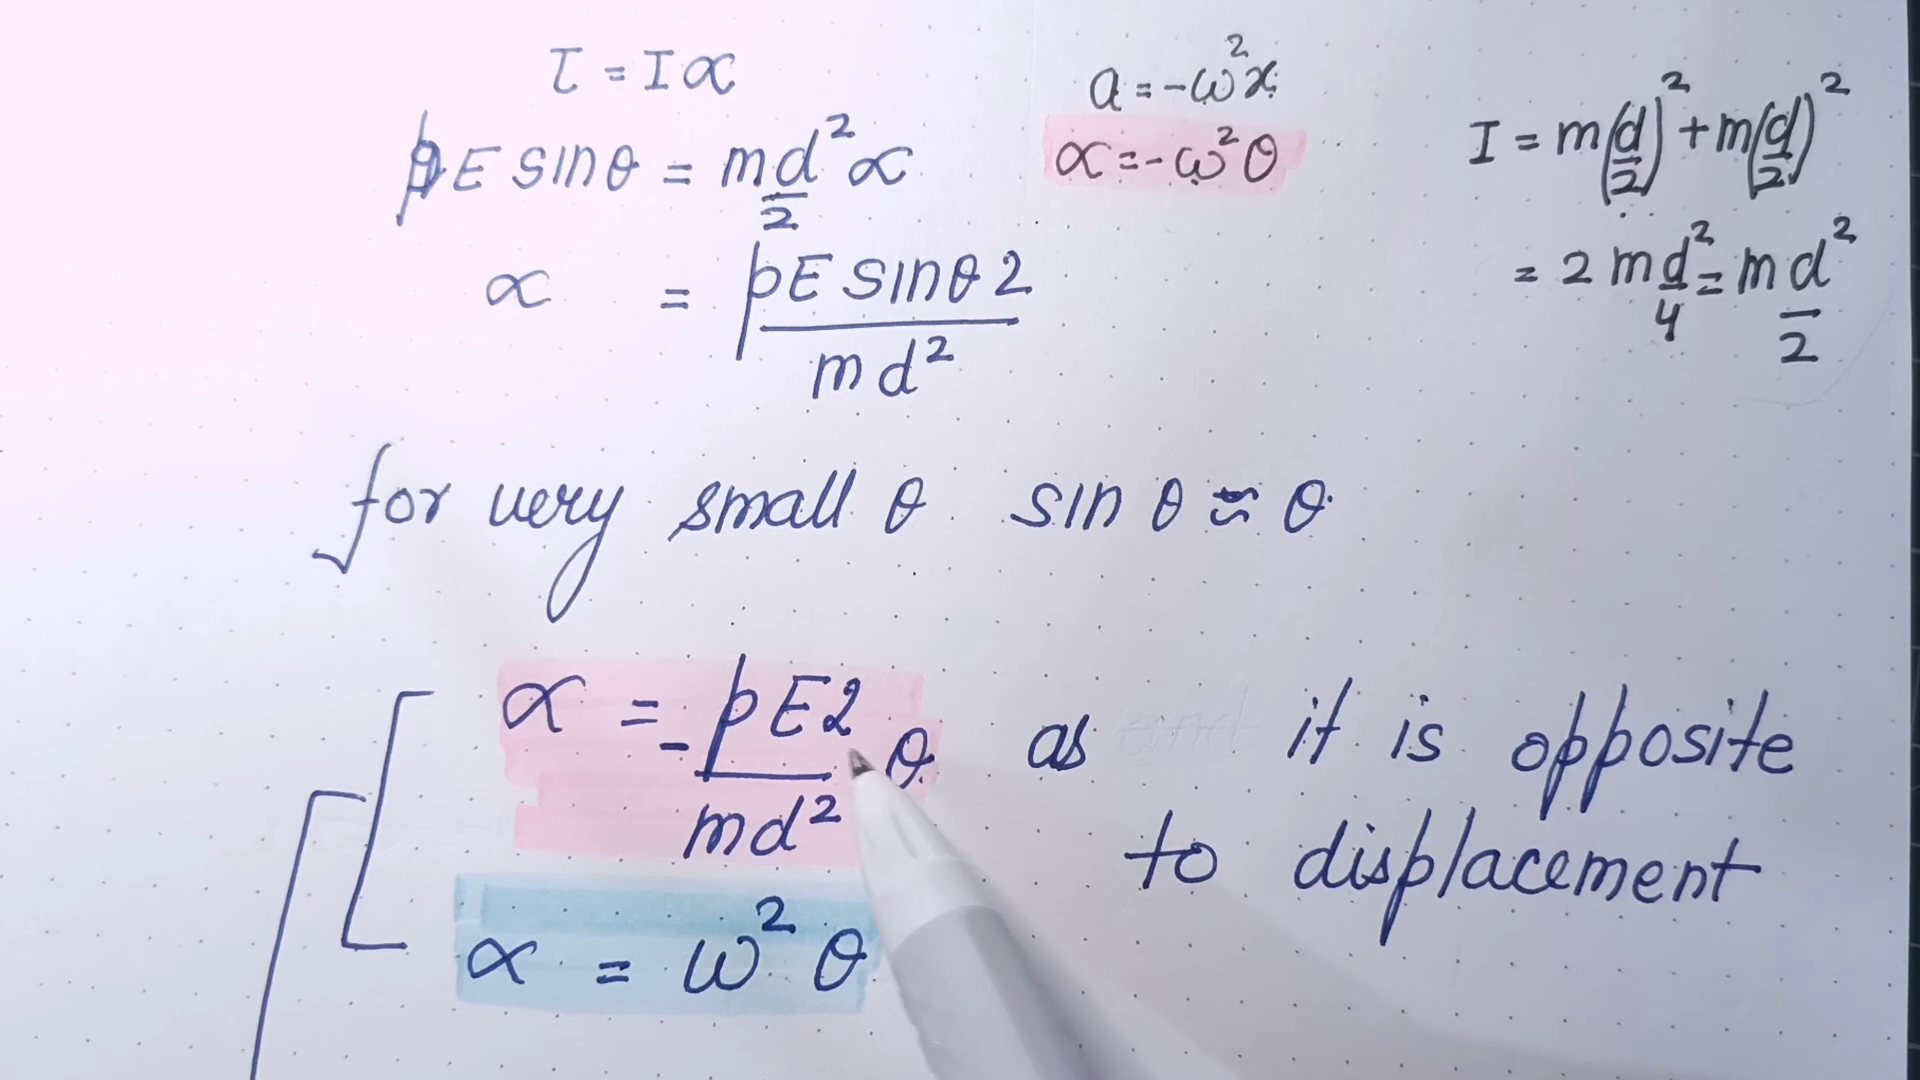 τ = I α
pE sinθ = md²/2 α
α = pE sinθ 2 / md²
a = -ω²x
α = -ω²θ
I = m(d/2)² + m(d/2)²
= 2 md²/4 = md²/2
for very small θ sin θ ≈ θ
α = - pE2/md² θ as it is opposite
to displacement
α = ω² θ